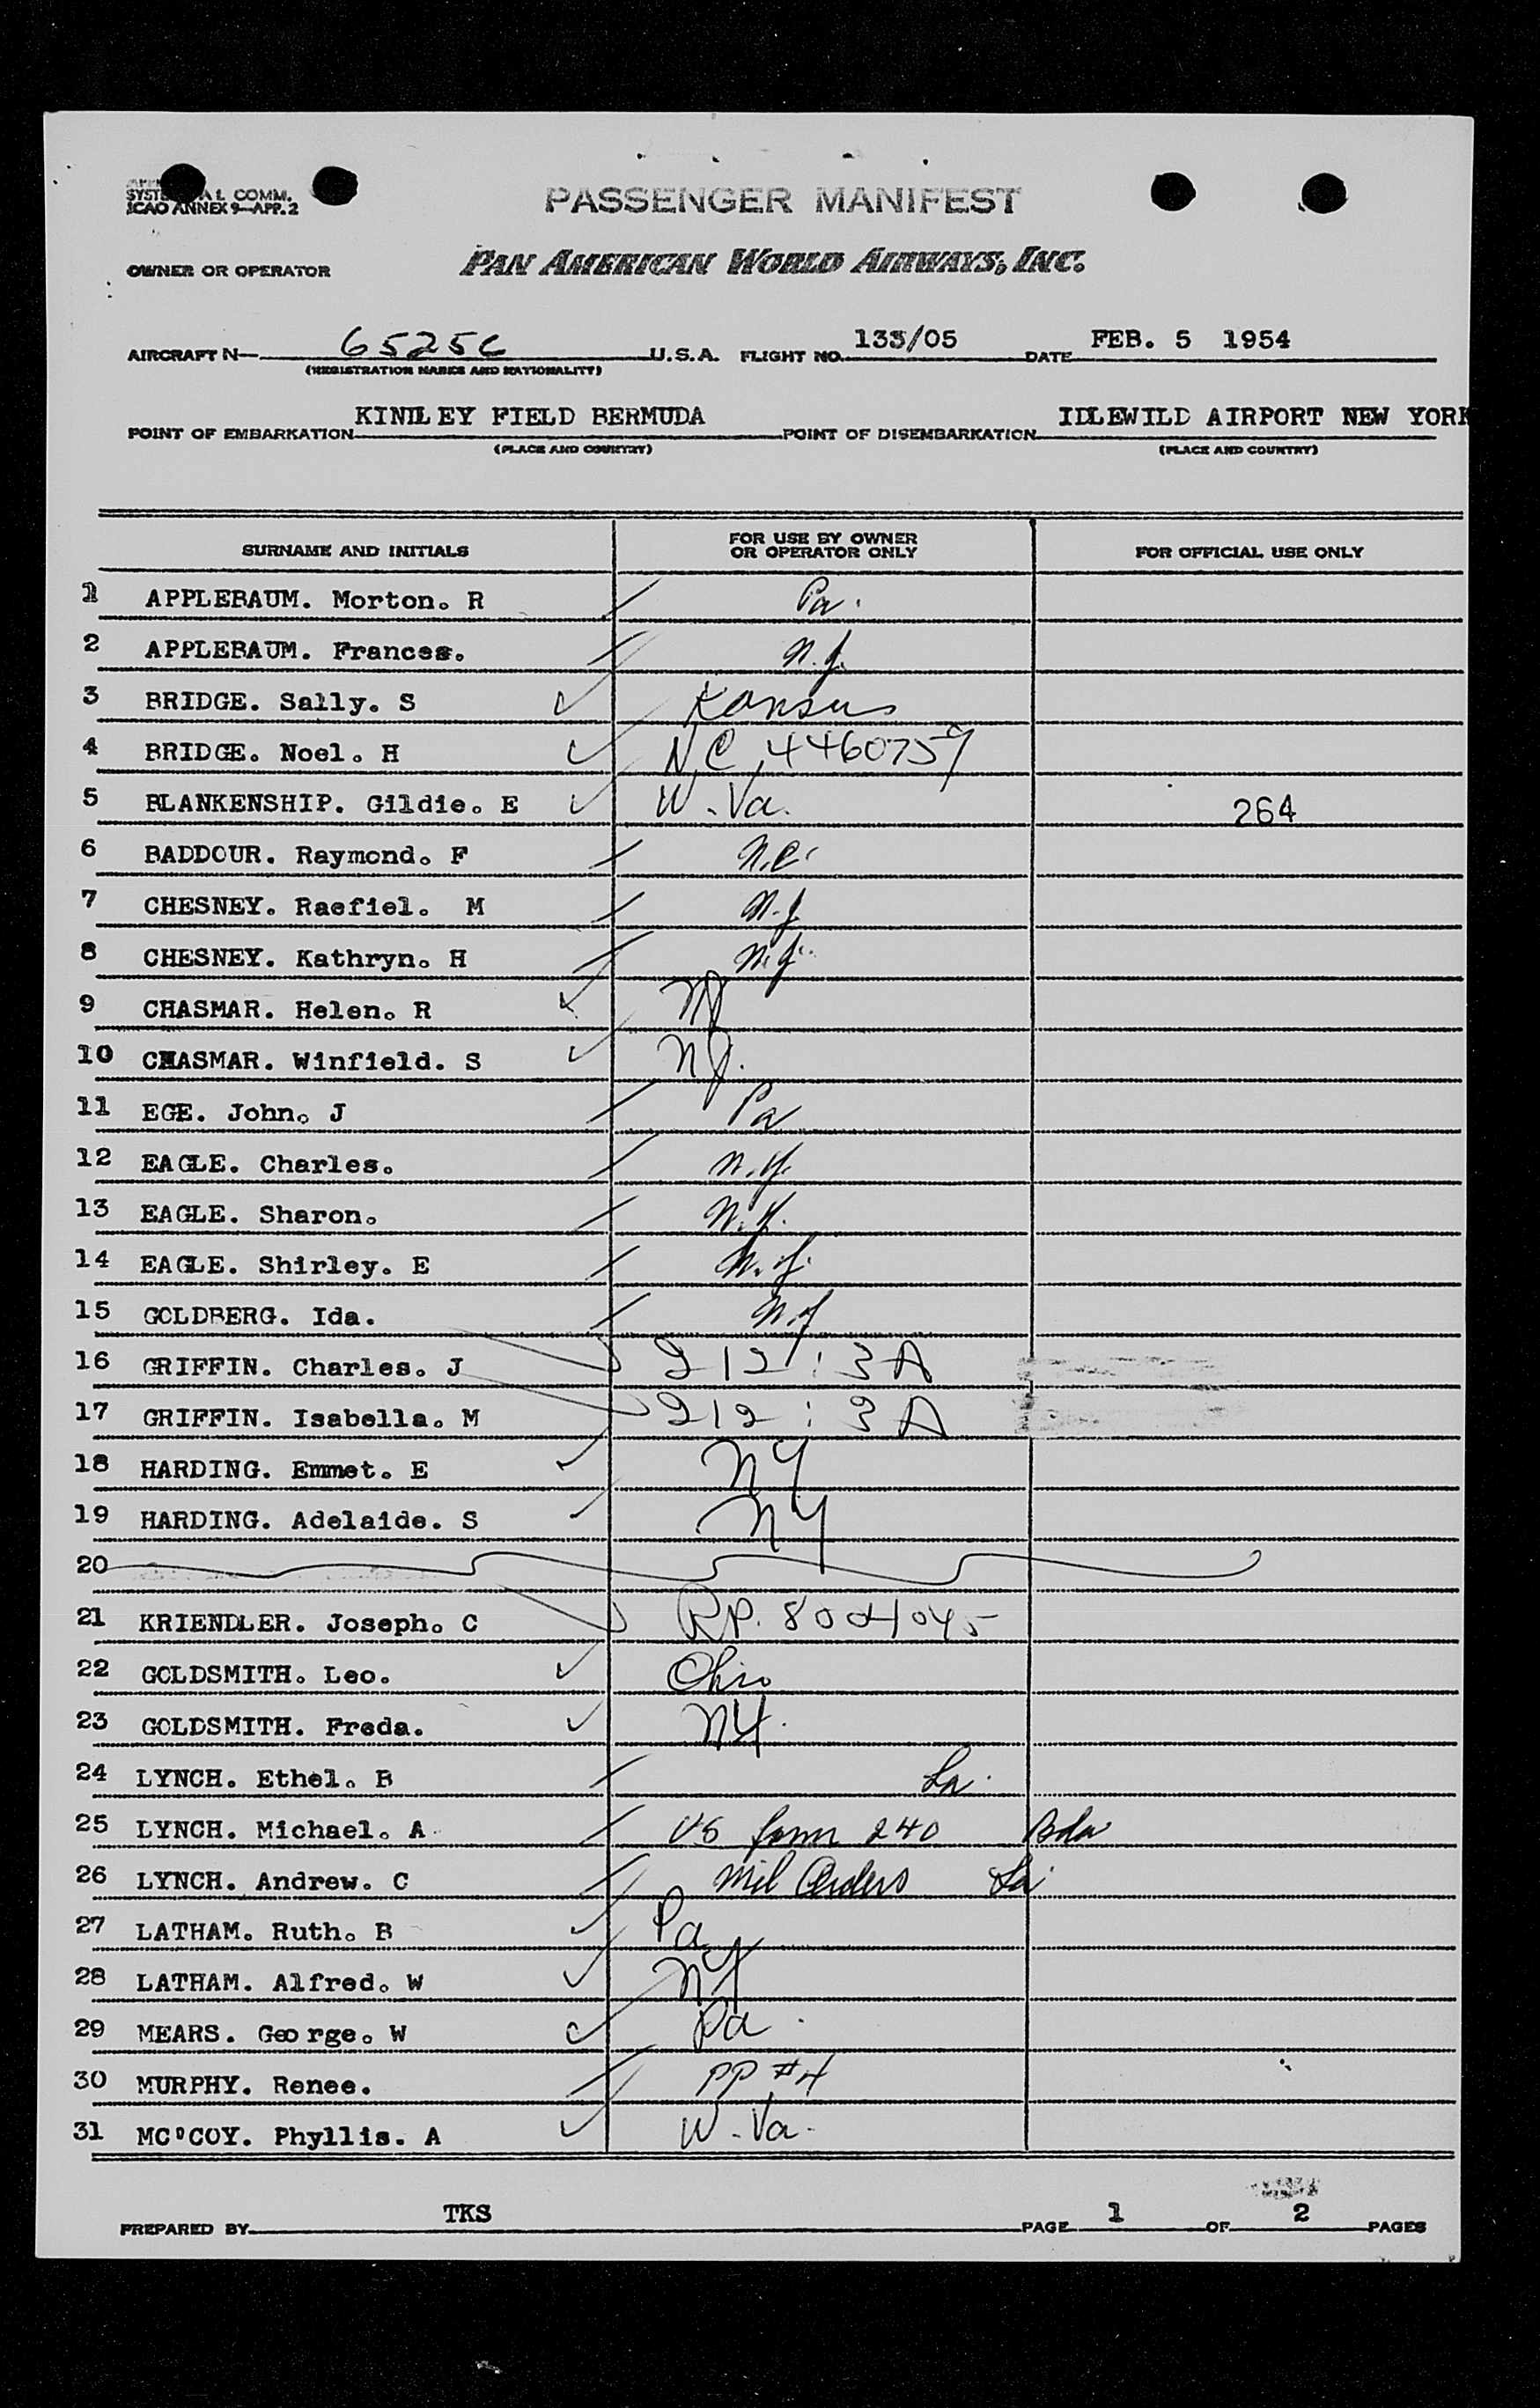 SYST AL COMM.
ICAO ANNEX 9—APP. 2
PASSENGER MANIFEST
OWNER OR OPERATOR PAN AMERICAN WORLD AIRWAYS, INC.
AIRCRAFT N— 6525C U.S.A. FLIGHT NO. 133/05 DATE FEB. 5 1954
(REGISTRATION MARKS AND NATIONALITY)
POINT OF EMBARKATION KINDLEY FIELD BERMUDA POINT OF DISEMBARKATION IDLEWILD AIRPORT NEW YORK
(PLACE AND COUNTRY) (PLACE AND COUNTRY)
SURNAME AND INITIALS FOR USE BY OWNER OR OPERATOR ONLY FOR OFFICIAL USE ONLY
1 APPLEBAUM. Morton. R Pa.
2 APPLEBAUM. Frances. N.J.
3 BRIDGE. Sally. S Kansas
4 BRIDGE. Noel. H N.C. 4460759
5 BLANKENSHIP. Gildie. E W. Va. 264
6 BADDOUR. Raymond. F N.C.
7 CHESNEY. Raefiel. M N.J.
8 CHESNEY. Kathryn. H N.J.
9 CHASMAR. Helen. R NJ
10 CHASMAR. Winfield. S NJ.
11 EGE. John. J Pa
12 EAGLE. Charles. N.Y.
13 EAGLE. Sharon. N.Y.
14 EAGLE. Shirley. E N.Y.
15 GOLDBERG. Ida. N.Y
16 GRIFFIN. Charles. J 212:3A
17 GRIFFIN. Isabella. M 212:3A
18 HARDING. Emmet. E NY
19 HARDING. Adelaide. S NY
20
21 KRIENDLER. Joseph. C RP. 8004045
22 GOLDSMITH. Leo. Ohio
23 GOLDSMITH. Freda. NY.
24 LYNCH. Ethel. B La.
25 LYNCH. Michael. A US form 240 Bda
26 LYNCH. Andrew. C Mil Orders La
27 LATHAM. Ruth. B Pa
28 LATHAM. Alfred. W NY
29 MEARS. George. W Pa.
30 MURPHY. Renee. PP #4
31 MC'COY. Phyllis. A W. Va.
PREPARED BY TKS PAGE 1 OF 2 PAGES